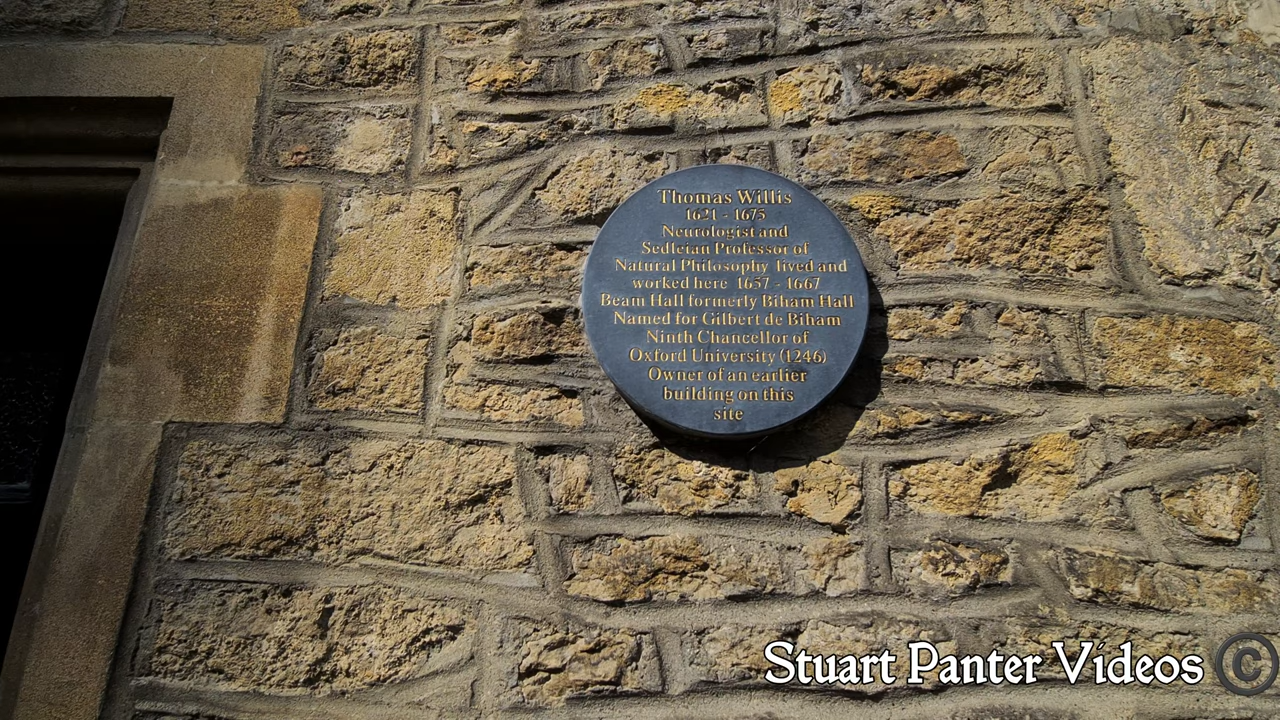 Thomas Willis
1621 - 1675
Neurologist and
Sedleian Professor of
Natural Philosophy lived and
worked here 1657 - 1667
Beam Hall formerly Biham Hall
Named for Gilbert de Biham
Ninth Chancellor of
Oxford University (1246)
Owner of an earlier
building on this
site
Stuart Panter Videos ©